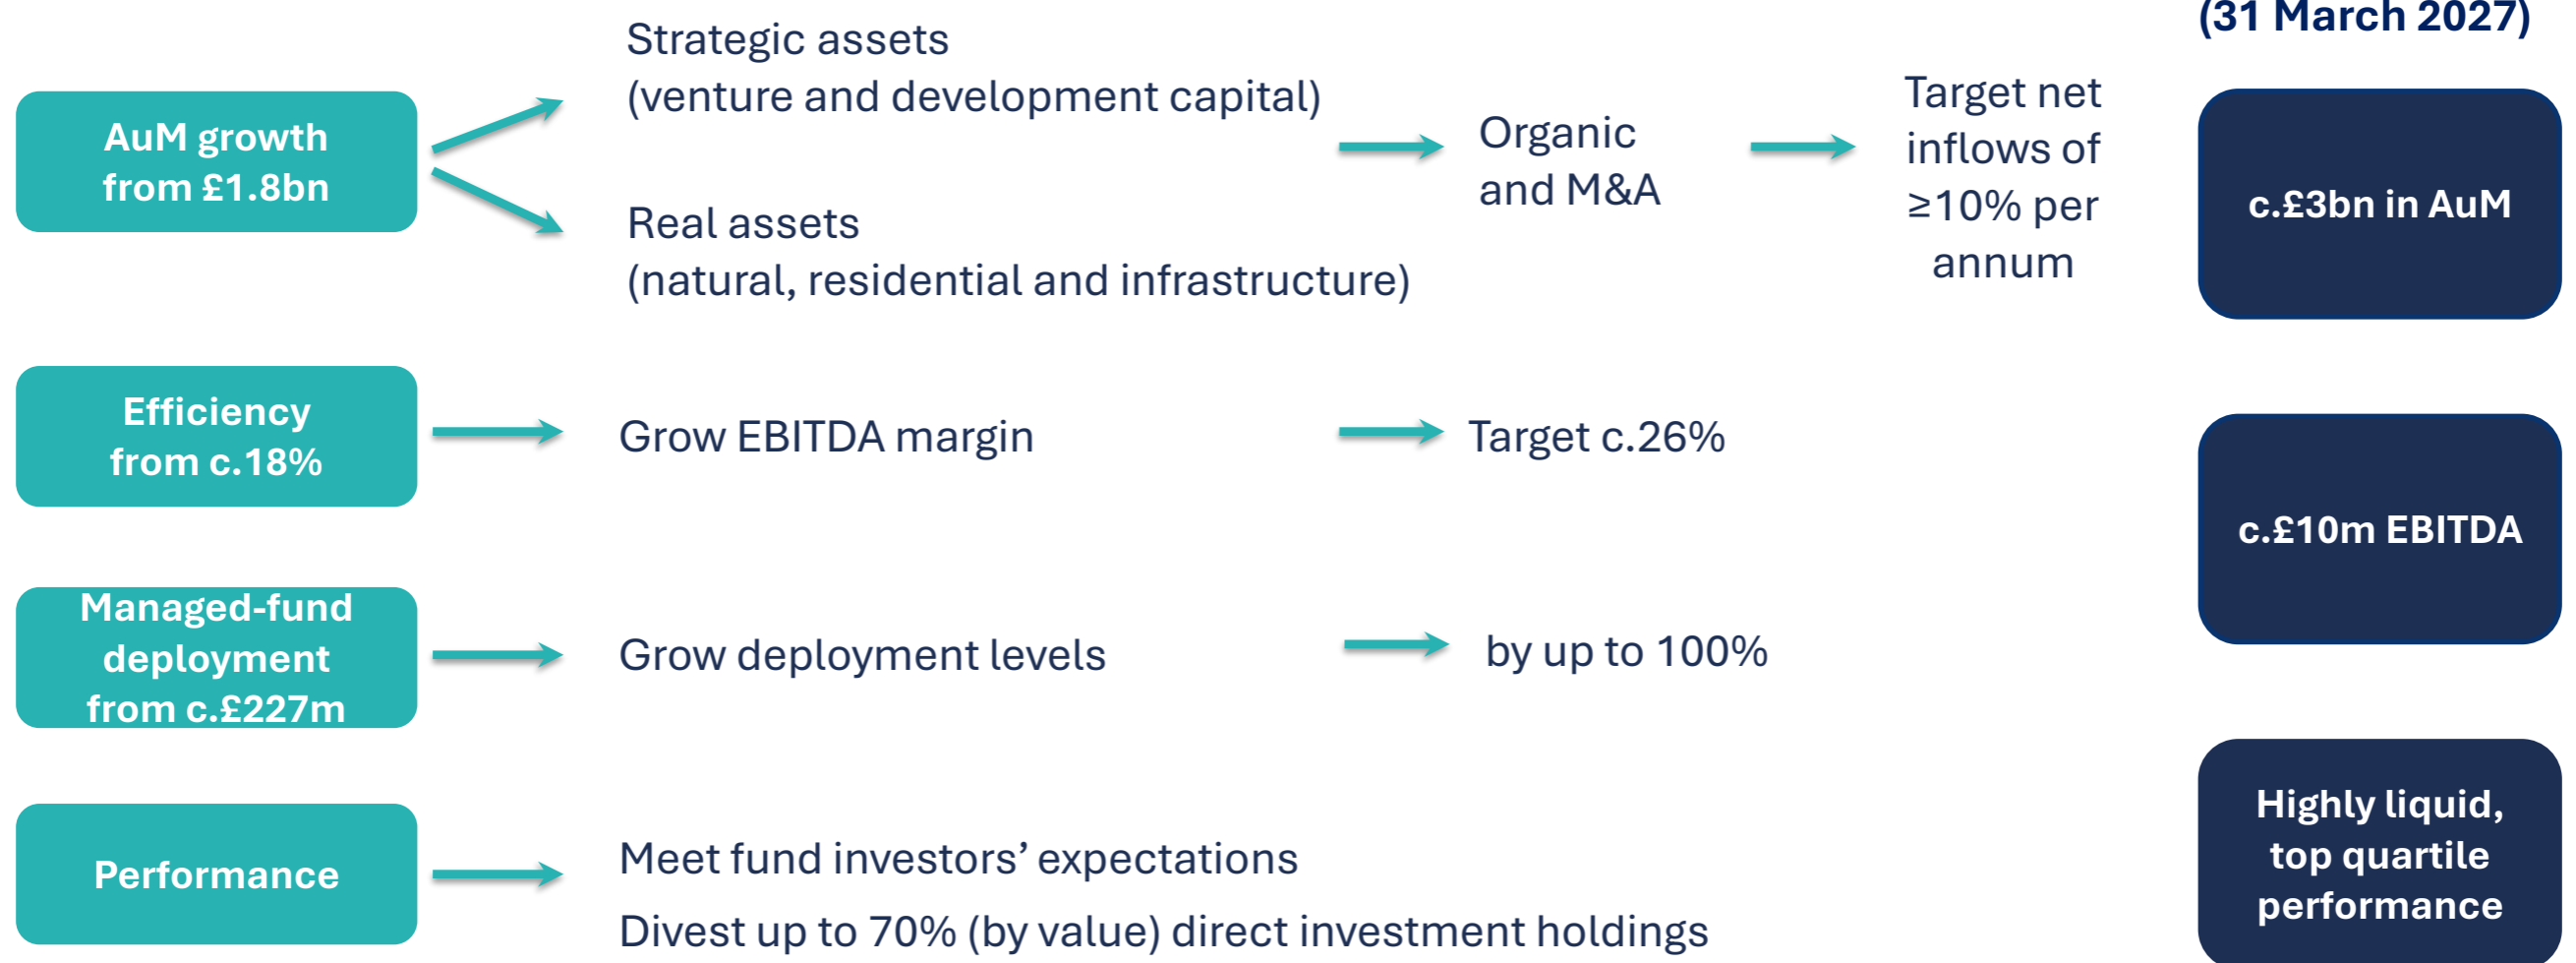 (31 March 2027)
AuM growth
from £1.8bn
Strategic assets
(venture and development capital)
Real assets
(natural, residential and infrastructure)
Organic
and M&A
Target net
inflows of
≥10% per
annum
c.£3bn in AuM
Efficiency
from c.18%
Grow EBITDA margin
Target c.26%
c.£10m EBITDA
Managed-fund
deployment
from c.£227m
Grow deployment levels
by up to 100%
Performance
Meet fund investors’ expectations
Divest up to 70% (by value) direct investment holdings
Highly liquid,
top quartile
performance